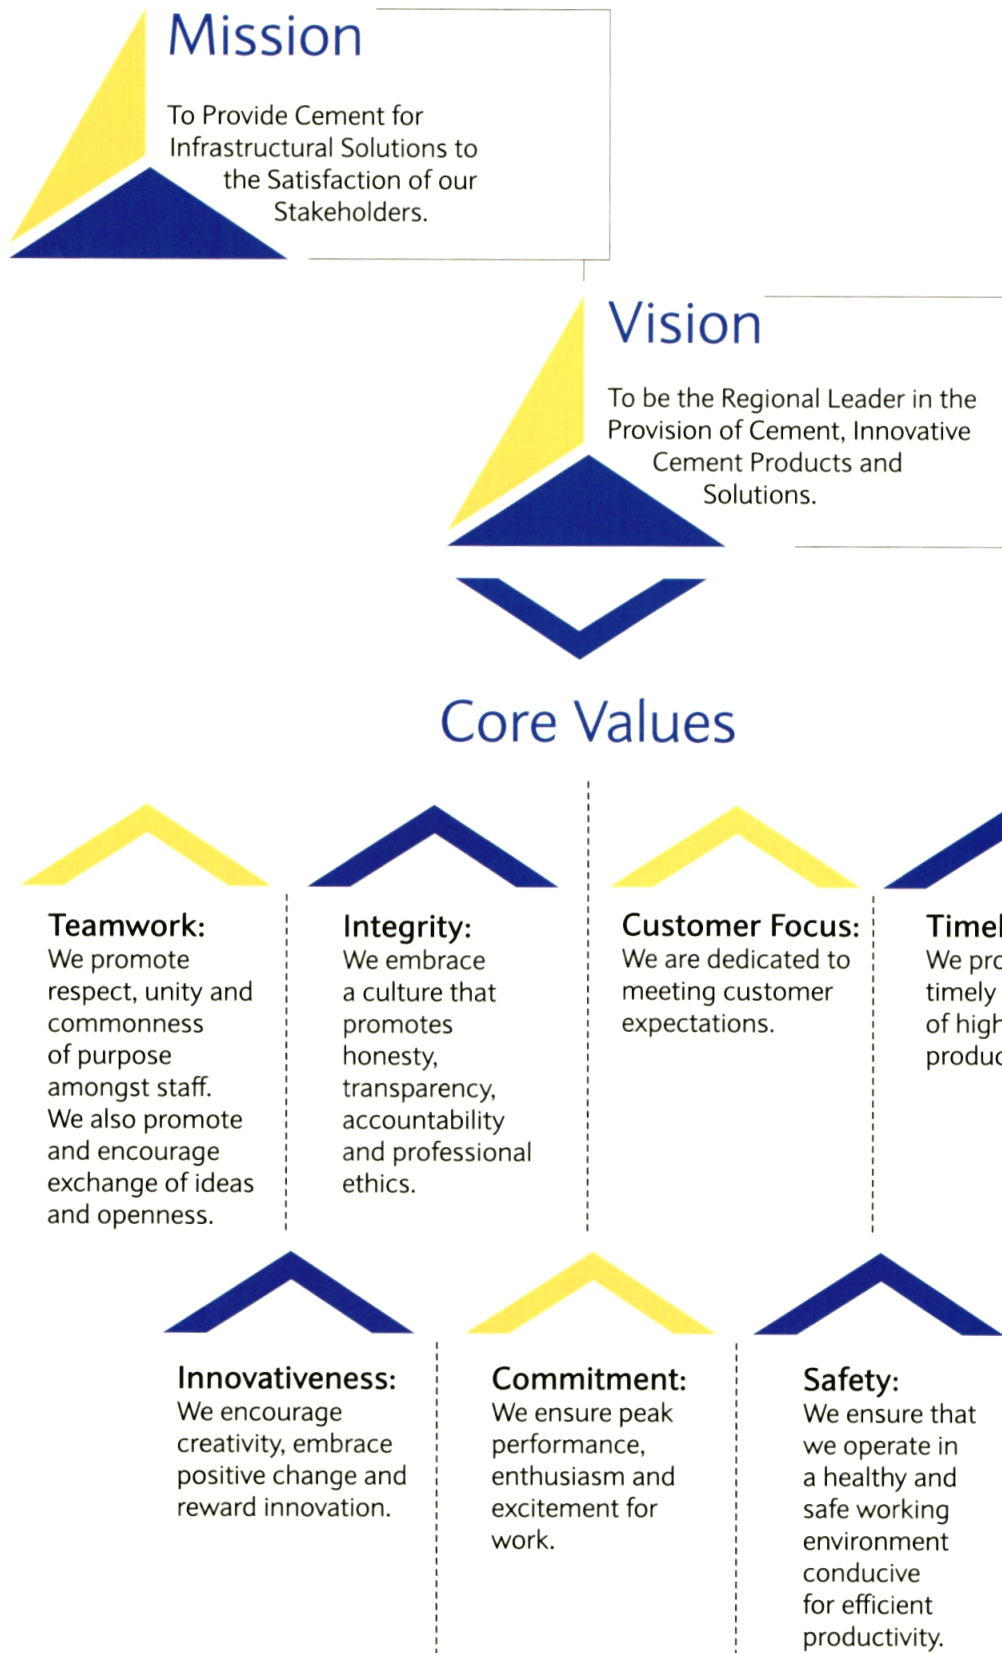 Mission
To Provide Cement for
Infrastructural Solutions to
the Satisfaction of our
Stakeholders.
Vision
To be the Regional Leader in the
Provision of Cement, Innovative
Cement Products and
Solutions.
Core Values
Teamwork:
We promote
respect, unity and
commonness
of purpose
amongst staff.
We also promote
and encourage
exchange of ideas
and openness.
Integrity:
We embrace
a culture that
promotes
honesty,
transparency,
accountability
and professional
ethics.
Customer Focus:
We are dedicated to
meeting customer
expectations.
We
timely
of high
Innovativeness:
We encourage
creativity, embrace
positive change and
reward innovation.
Commitment:
We ensure peak
performance,
enthusiasm and
excitement for
work.
Safety:
We ensure that
we operate in
a healthy and
safe working
environment
conducive
for efficient
productivity.